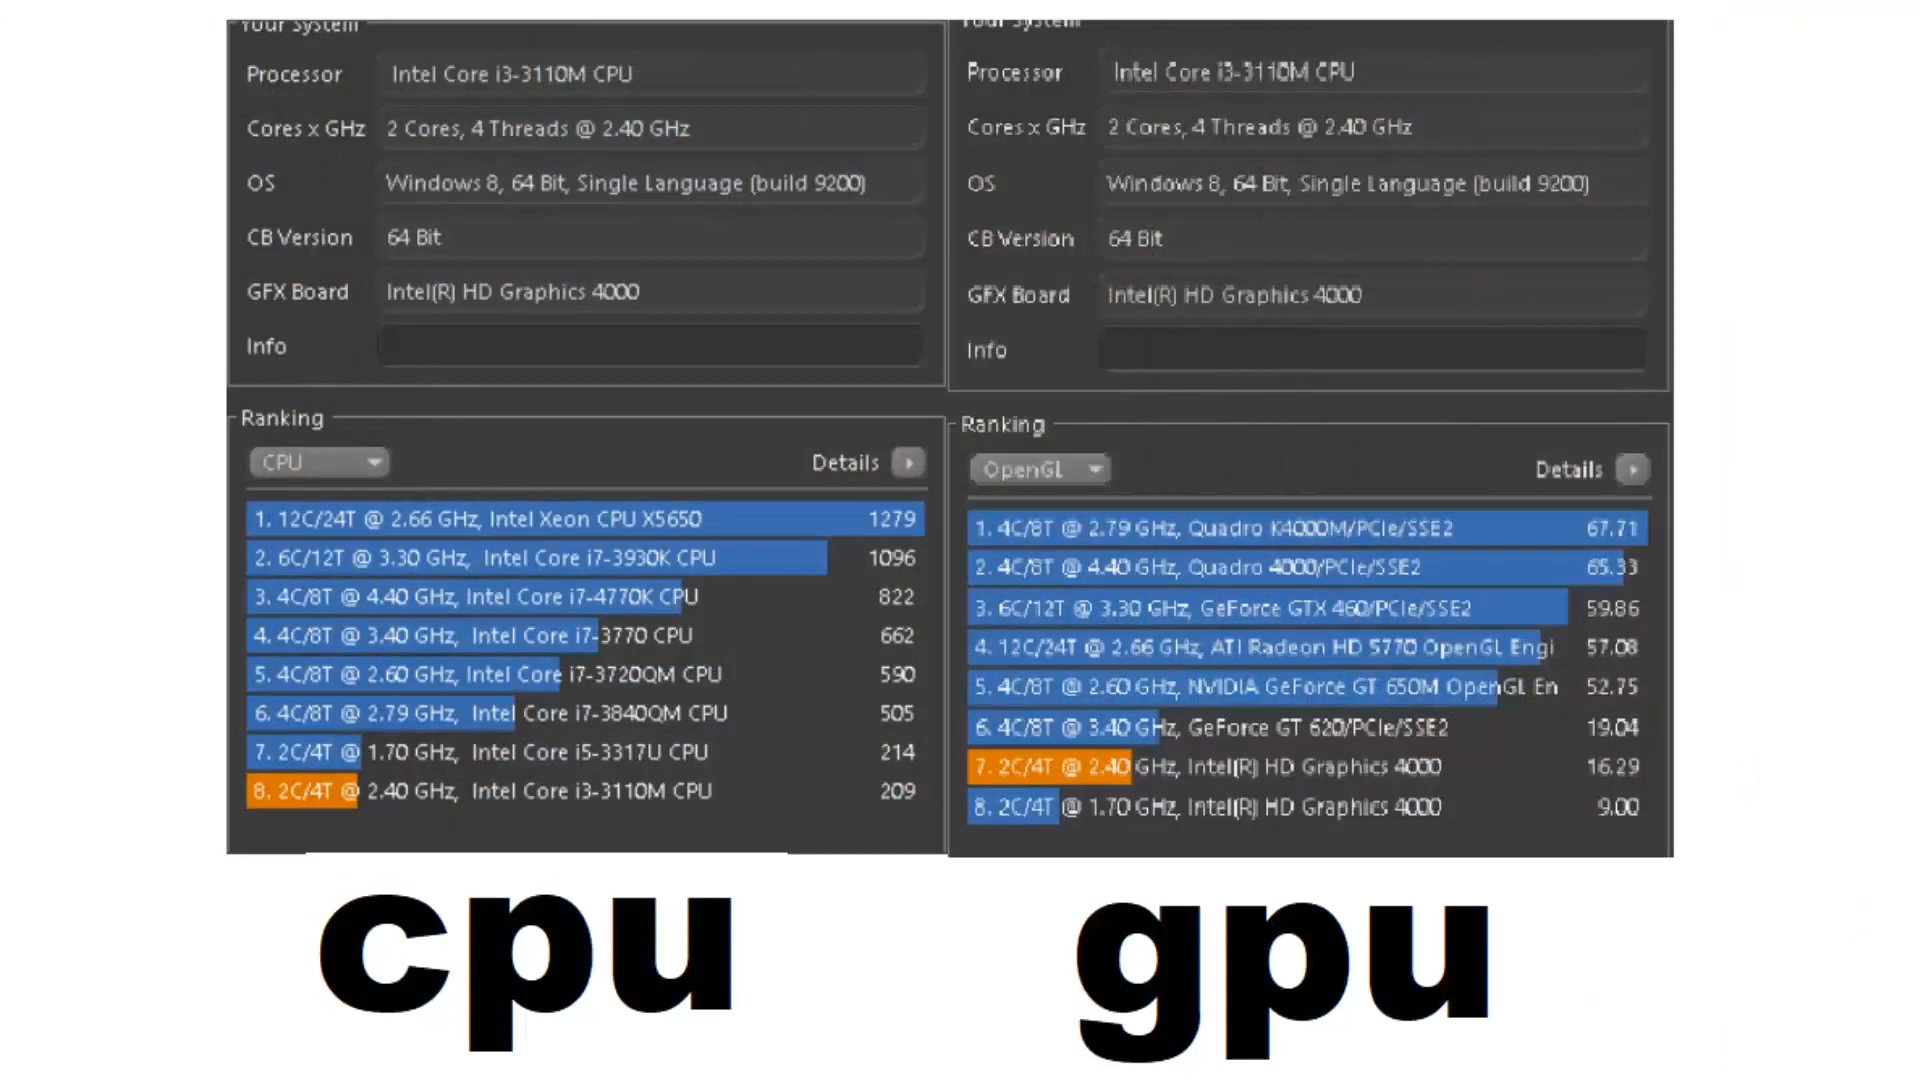 Your System
Processor Intel Core i3-3110M CPU
Cores x GHz 2 Cores, 4 Threads @ 2.40 GHz
OS Windows 8, 64 Bit, Single Language (build 9200)
CB Version 64 Bit
GFX Board Intel(R) HD Graphics 4000
Info
Ranking
CPU Details
1. 12C/24T @ 2.66 GHz, Intel Xeon CPU X5650 1279
2. 6C/12T @ 3.30 GHz, Intel Core i7-3930K CPU 1096
3. 4C/8T @ 4.40 GHz, Intel Core i7-4770K CPU 822
4. 4C/8T @ 3.40 GHz, Intel Core i7-3770 CPU 662
5. 4C/8T @ 2.60 GHz, Intel Core i7-3720QM CPU 590
6. 4C/8T @ 2.79 GHz, Intel Core i7-3840QM CPU 505
7. 2C/4T @ 1.70 GHz, Intel Core i5-3317U CPU 214
8. 2C/4T @ 2.40 GHz, Intel Core i3-3110M CPU 209
cpu
Your System
Processor Intel Core i3-3110M CPU
Cores x GHz 2 Cores, 4 Threads @ 2.40 GHz
OS Windows 8, 64 Bit, Single Language (build 9200)
CB Version 64 Bit
GFX Board Intel(R) HD Graphics 4000
Info
Ranking
OpenGL Details
1. 4C/8T @ 2.79 GHz, Quadro K4000M/PCIe/SSE2 67.71
2. 4C/8T @ 4.40 GHz, Quadro 4000/PCIe/SSE2 65.33
3. 6C/12T @ 3.30 GHz, GeForce GTX 460/PCIe/SSE2 59.86
4. 12C/24T @ 2.66 GHz, ATI Radeon HD 5770 OpenGL Engi 57.08
5. 4C/8T @ 2.60 GHz, NVIDIA GeForce GT 650M OpenGL En 52.75
6. 4C/8T @ 3.40 GHz, GeForce GT 620/PCIe/SSE2 19.04
7. 2C/4T @ 2.40 GHz, Intel(R) HD Graphics 4000 16.29
8. 2C/4T @ 1.70 GHz, Intel(R) HD Graphics 4000 9.00
gpu